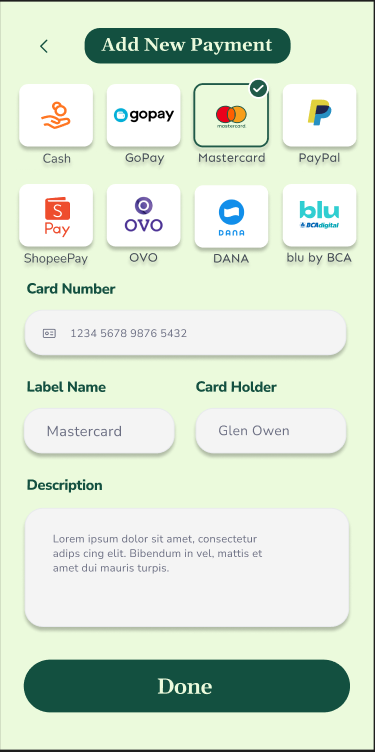 Add New Payment
gopay
mastercard
Cash
GoPay
Mastercard
PayPal
S
Pay
OVO
DANA
blu
BCAdigital
ShopeePay
OVO
DANA
blu by BCA
Card Number
1234 5678 9876 5432
Label Name
Card Holder
Mastercard
Glen Owen
Description
Lorem ipsum dolor sit amet, consectetur
adips cing elit. Bibendum in vel, mattis et
amet dui mauris turpis.
Done